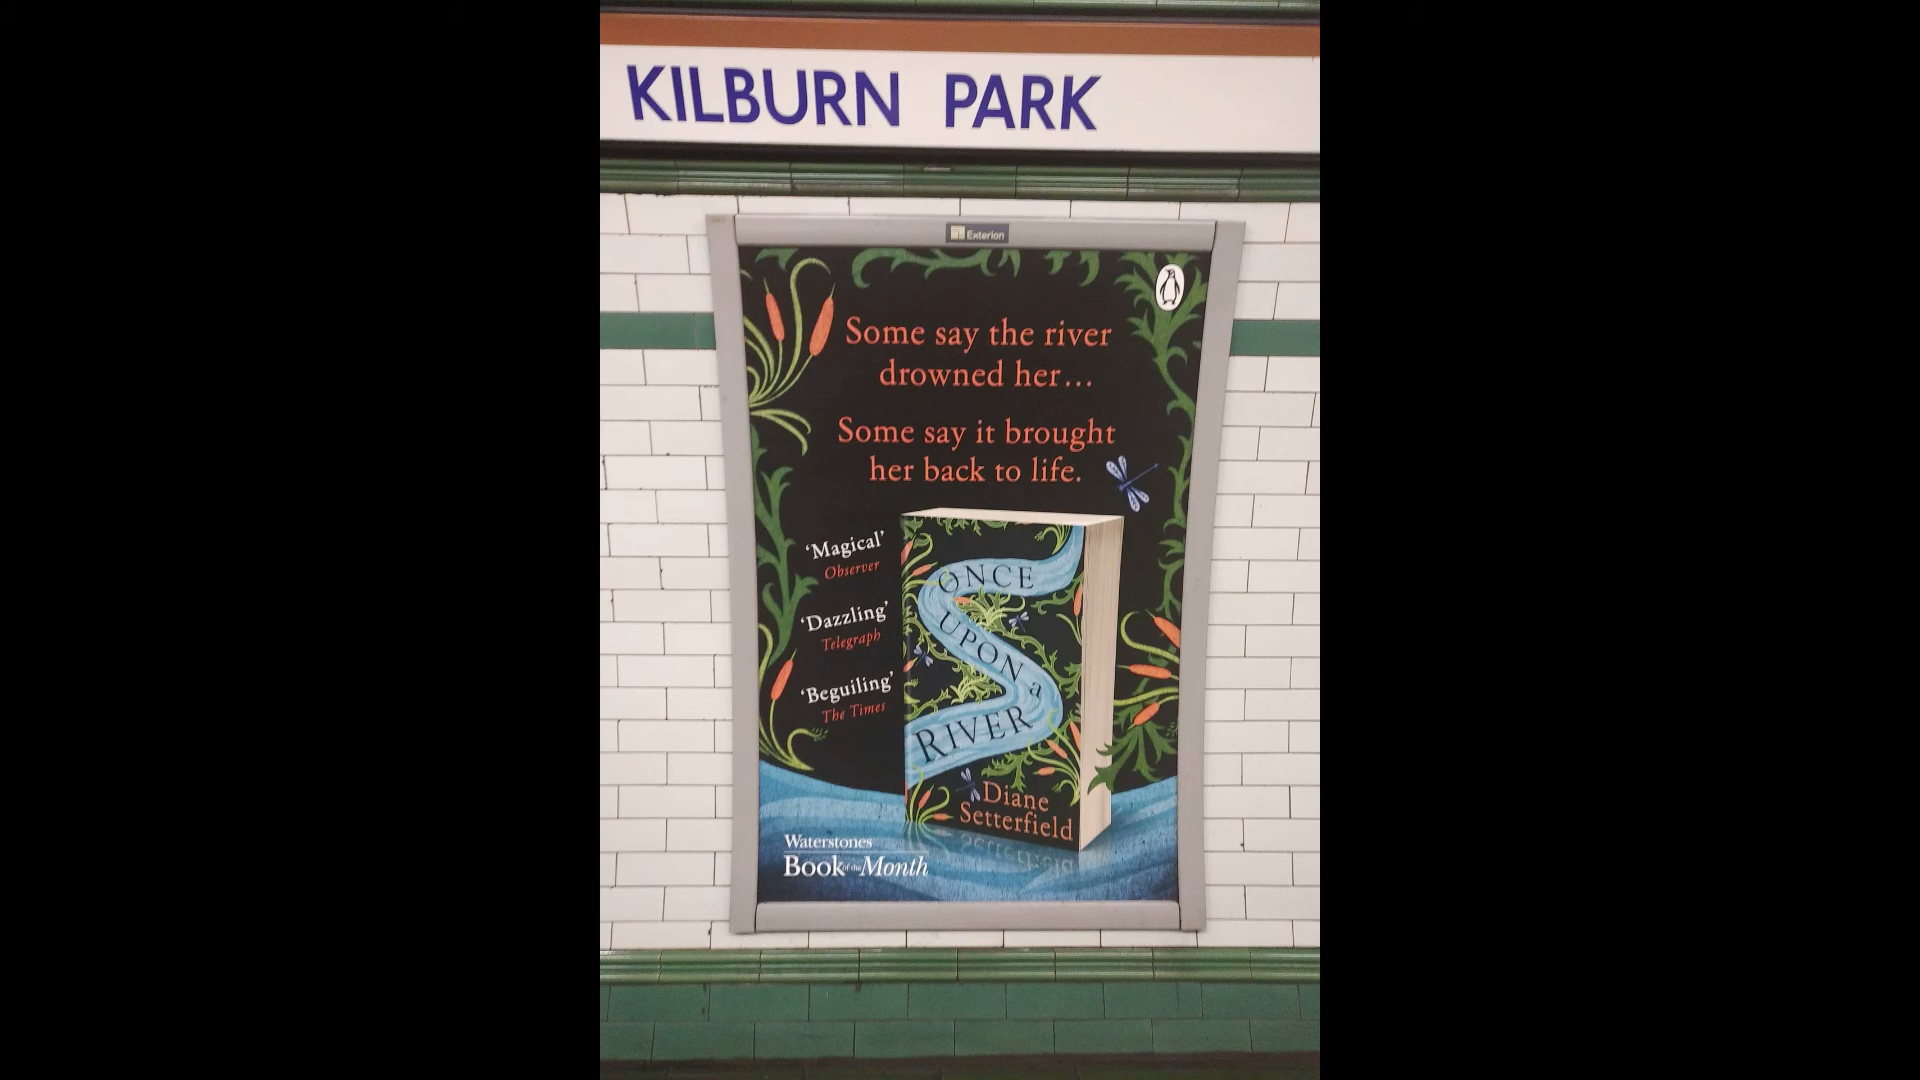 KILBURN PARK
Exterion
Some say the river
drowned her...
Some say it brought
her back to life.
'Magical'
Observer
'Dazzling'
Telegraph
'Beguiling'
The Times
ONCE
UPON a
RIVER
Diane
Setterfield
Waterstones
Book of the Month